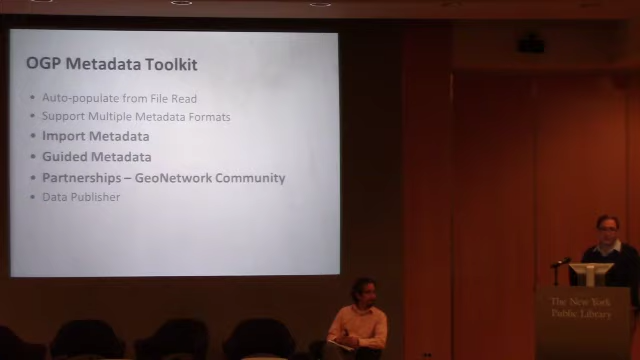 OGP Metadata Toolkit
• Auto-populate from File Read
• Support Multiple Metadata Formats
• Import Metadata
• Guided Metadata
• Partnerships – GeoNetwork Community
• Data Publisher
The New York
Public Library